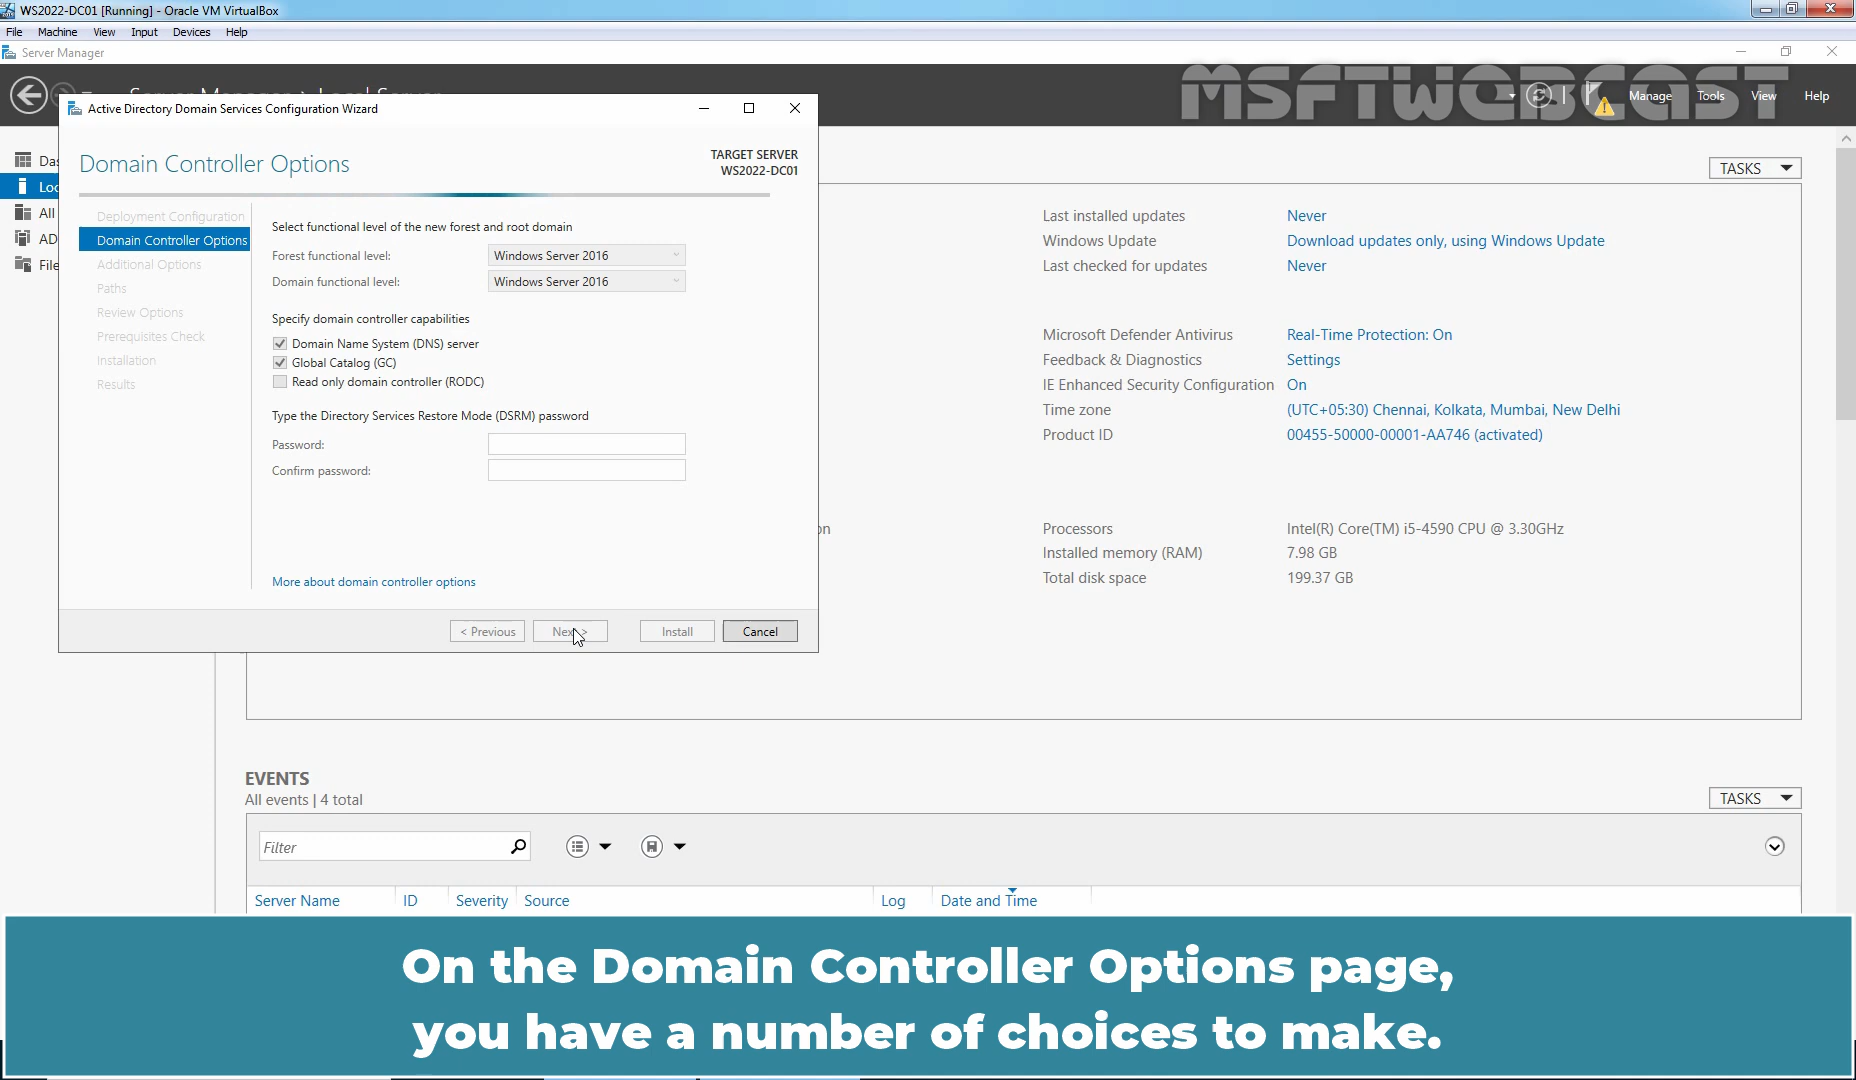 WS2022-DC01 [Running] - Oracle VM VirtualBox
File Machine View Input Devices Help
Server Manager
MSFTWEBCAST
Manage Tools View Help
Active Directory Domain Services Configuration Wizard
Domain Controller Options
TARGET SERVER
WS2022-DC01
Deployment Configuration
Domain Controller Options
Additional Options
Paths
Review Options
Prerequisites Check
Installation
Results
Select functional level of the new forest and root domain
Forest functional level: Windows Server 2016
Domain functional level: Windows Server 2016
Specify domain controller capabilities
Domain Name System (DNS) server
Global Catalog (GC)
Read only domain controller (RODC)
Type the Directory Services Restore Mode (DSRM) password
Password:
Confirm password:
More about domain controller options
< Previous Next > Install Cancel
All
AD
TASKS
Last installed updates Never
Windows Update Download updates only, using Windows Update
Last checked for updates Never
Microsoft Defender Antivirus Real-Time Protection: On
Feedback & Diagnostics Settings
IE Enhanced Security Configuration On
Time zone (UTC+05:30) Chennai, Kolkata, Mumbai, New Delhi
Product ID 00455-50000-00001-AA746 (activated)
Processors Intel(R) Core(TM) i5-4590 CPU @ 3.30GHz
Installed memory (RAM) 7.98 GB
Total disk space 199.37 GB
EVENTS
All events | 4 total
TASKS
Filter
Server Name ID Severity Source Log Date and Time
On the Domain Controller Options page,
you have a number of choices to make.